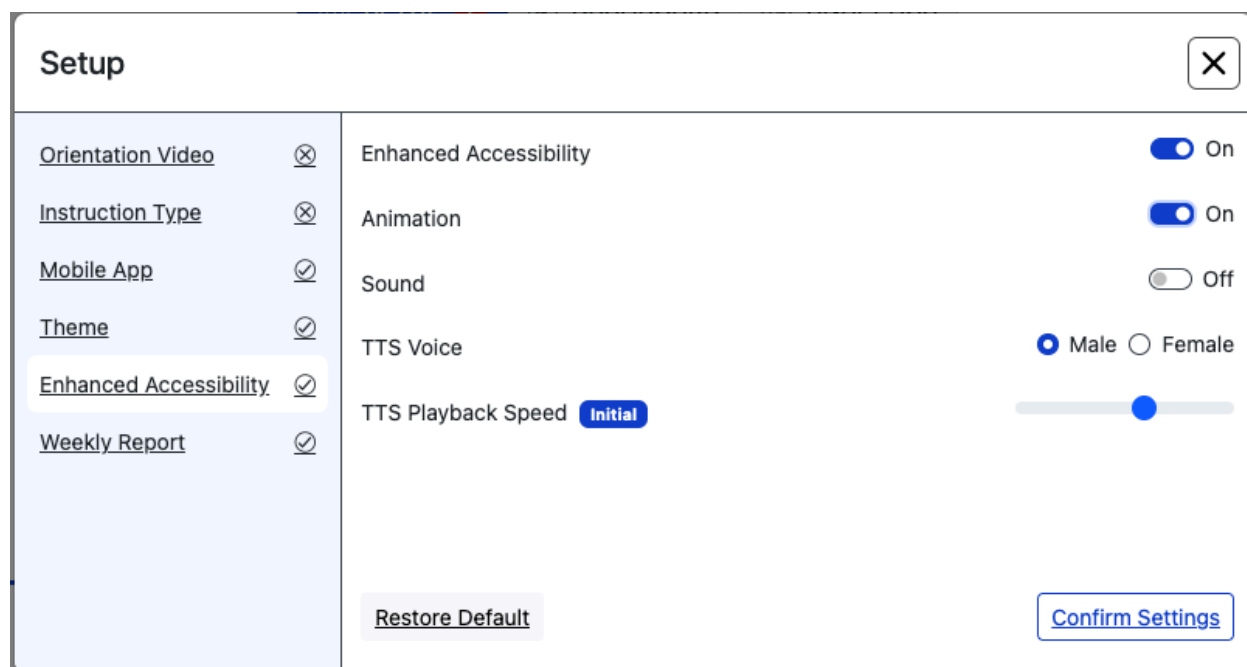 Setup
Orientation Video
Instruction Type
Mobile App
Theme
Enhanced Accessibility
Weekly Report
Enhanced Accessibility On
Animation On
Sound Off
TTS Voice Male Female
TTS Playback Speed Initial
Restore Default
Confirm Settings